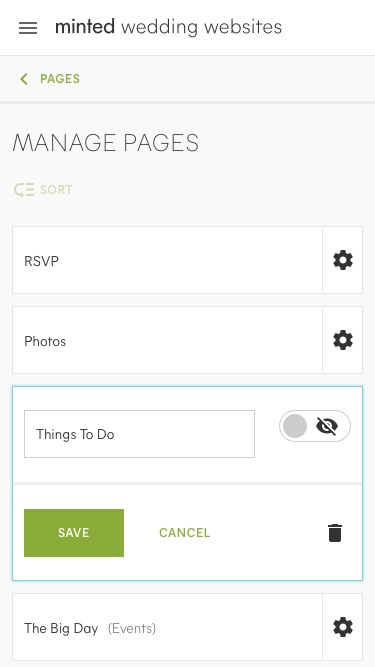 minted wedding websites
PAGES
MANAGE PAGES
SORT
RSVP
Photos
Things To Do
SAVE CANCEL
The Big Day (Events)